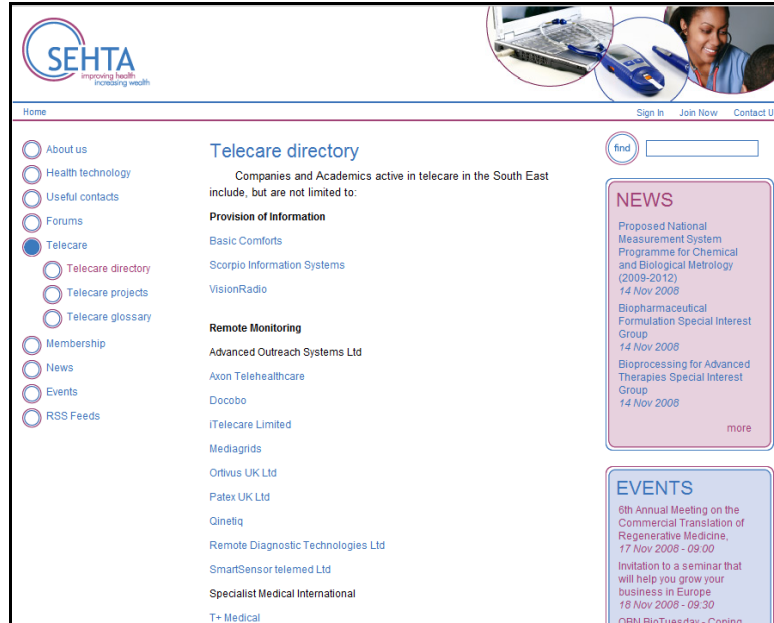 SEHTA
improving health
increasing wealth
Home
Sign In Join Now Contact U
About us
Health technology
Useful contacts
Forums
Telecare
Telecare directory
Telecare projects
Telecare glossary
Membership
News
Events
RSS Feeds
Telecare directory
Companies and Academics active in telecare in the South East
include, but are not limited to:
Provision of Information
Basic Comforts
Scorpio Information Systems
VisionRadio
Remote Monitoring
Advanced Outreach Systems Ltd
Axon Telehealthcare
Docobo
iTelecare Limited
Mediagrids
Ortivus UK Ltd
Patex UK Ltd
Qinetiq
Remote Diagnostic Technologies Ltd
SmartSensor telemed Ltd
Specialist Medical International
T+ Medical
find
NEWS
Proposed National
Measurement System
Programme for Chemical
and Biological Metrology
(2009-2012)
14 Nov 2008
Biopharmaceutical
Formulation Special Interest
Group
14 Nov 2008
Bioprocessing for Advanced
Therapies Special Interest
Group
14 Nov 2008
more
EVENTS
6th Annual Meeting on the
Commercial Translation of
Regenerative Medicine,
17 Nov 2008 - 09:00
Invitation to a seminar that
will help you grow your
business in Europe
18 Nov 2008 - 09:30
OBN BioTuesday - Coping